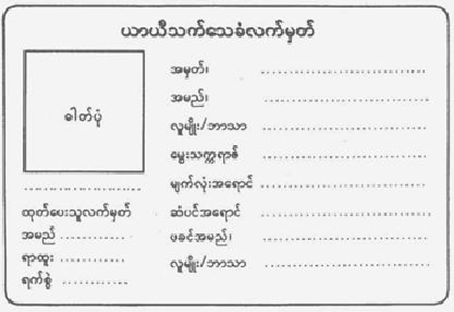 ယာယီသက်သေခံလက်မှတ်
ဓါတ်ပုံ
အမှတ်။ ..............................
အမည်၊ ..............................
လူမျိုး/ဘာသာ ..............................
မွေးသက္ကရာဇ် ..............................
မျက်လုံးအရောင် ..............................
ဆံပင်အရောင် ..............................
ဖခင်အမည်၊ ..............................
လူမျိုး/ဘာသာ ..............................
..............................
ထုတ်ပေးသူလက်မှတ်
အမည် ................
ရာထူး ................
ရက်စွဲ ................